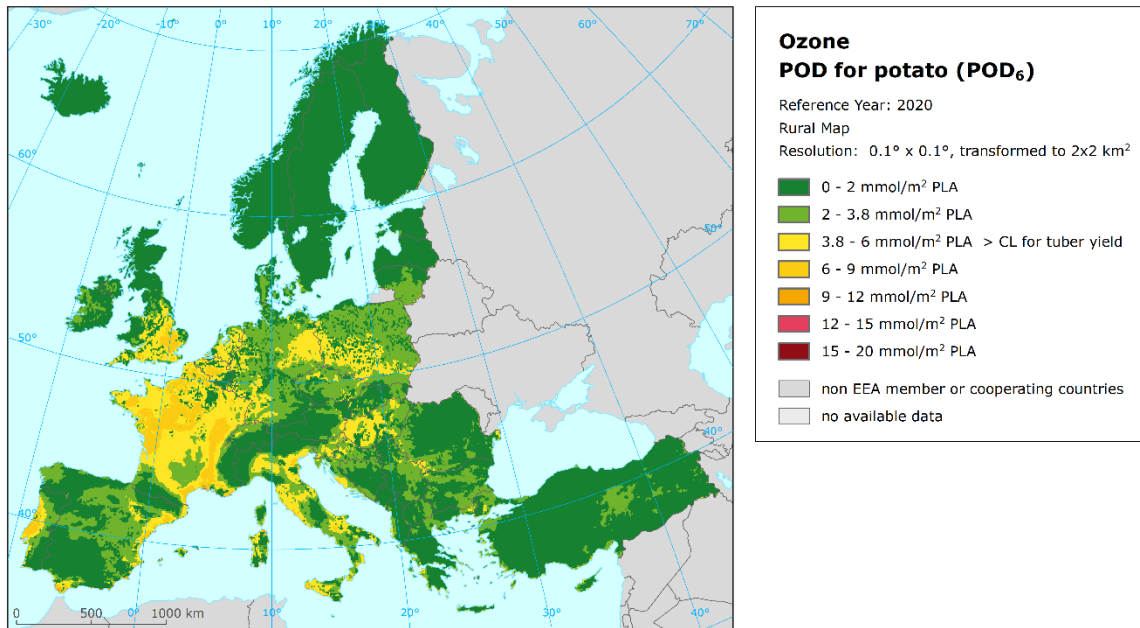 -30°
-20°
-10°
0°
10°
20°
30°
40°
50°
60°
70°
60°
50°
40°
50°
60°
50°
40°
0°
10°
20°
30°
40°
0 500 1000 km
Ozone
POD for potato (POD₆)
Reference Year: 2020
Rural Map
Resolution: 0.1° x 0.1°, transformed to 2x2 km²
0 - 2 mmol/m² PLA
2 - 3.8 mmol/m² PLA
3.8 - 6 mmol/m² PLA > CL for tuber yield
6 - 9 mmol/m² PLA
9 - 12 mmol/m² PLA
12 - 15 mmol/m² PLA
15 - 20 mmol/m² PLA
non EEA member or cooperating countries
no available data